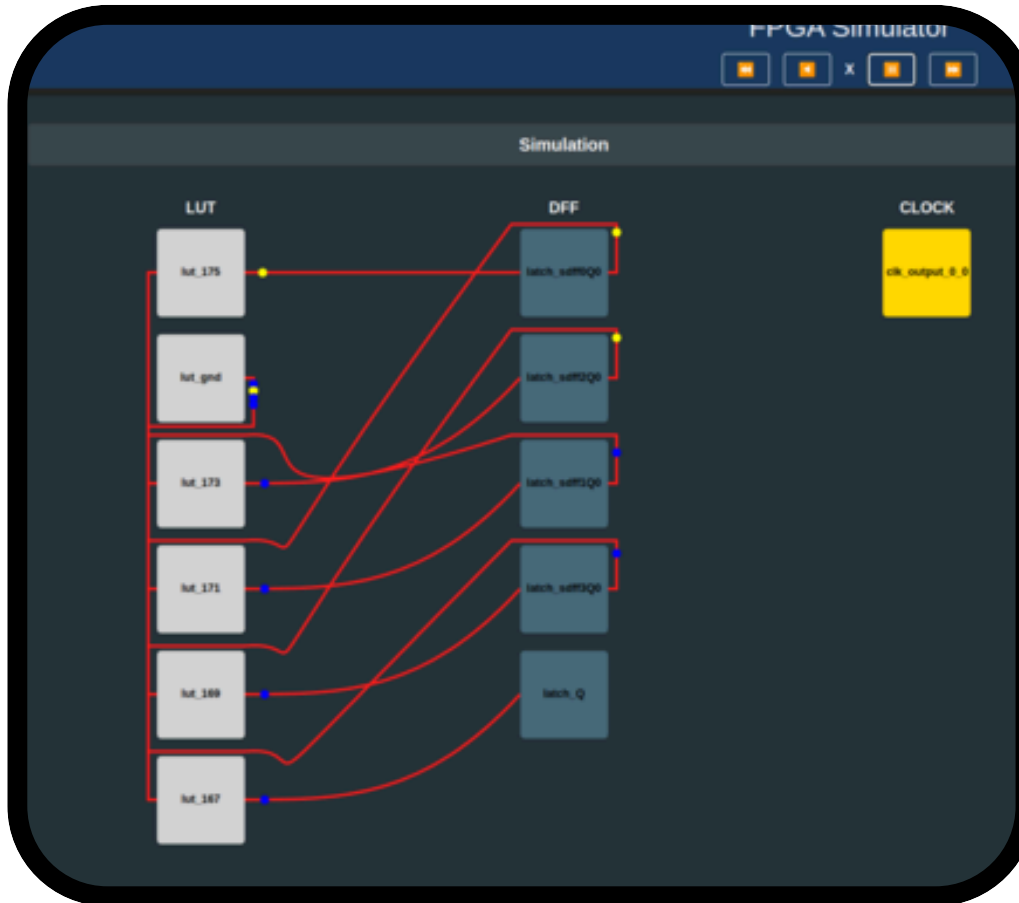 FPGA Simulator
X
Simulation
LUT DFF CLOCK
lut_175 latch_sdff0Q0 clk_output_0_0
lut_gnd latch_sdff2Q0
lut_173 latch_sdff1Q0
lut_171 latch_sdff3Q0
lut_169 latch_Q
lut_167